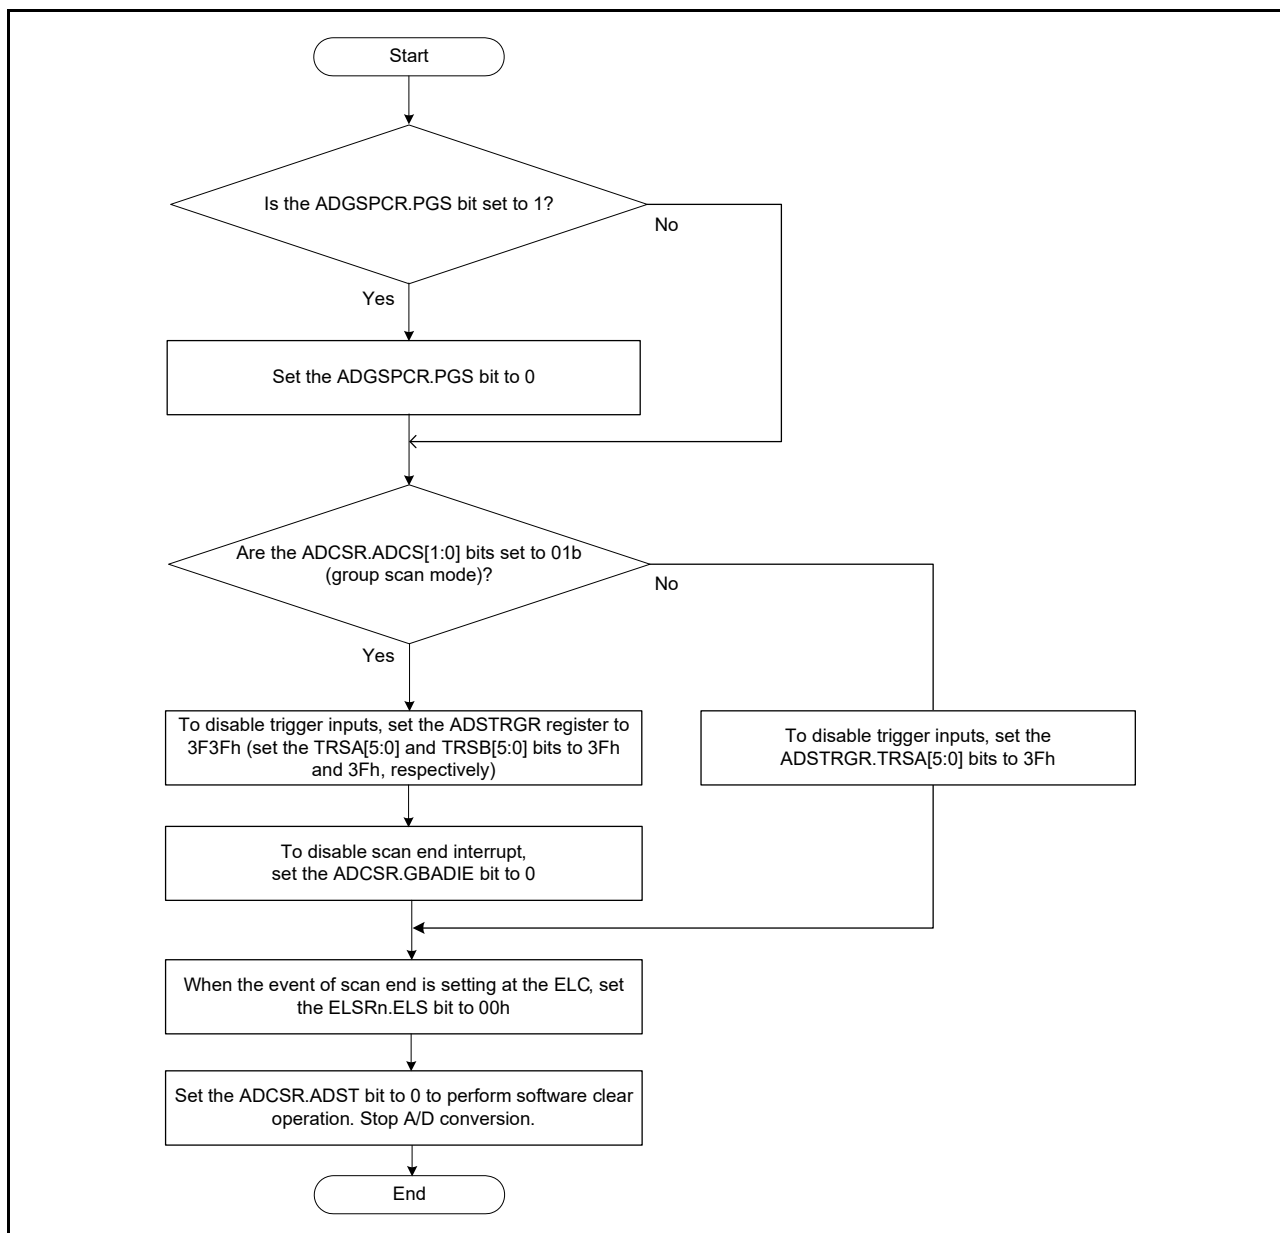 Start
Is the ADGSPCR.PGS bit set to 1?
No
Yes
Set the ADGSPCR.PGS bit to 0
Are the ADCSR.ADCS[1:0] bits set to 01b
(group scan mode)?
No
Yes
To disable trigger inputs, set the ADSTRGR register to
3F3Fh (set the TRSA[5:0] and TRSB[5:0] bits to 3Fh
and 3Fh, respectively)
To disable trigger inputs, set the
ADSTRGR.TRSA[5:0] bits to 3Fh
To disable scan end interrupt,
set the ADCSR.GBADIE bit to 0
When the event of scan end is setting at the ELC, set
the ELSRn.ELS bit to 00h
Set the ADCSR.ADST bit to 0 to perform software clear
operation. Stop A/D conversion.
End